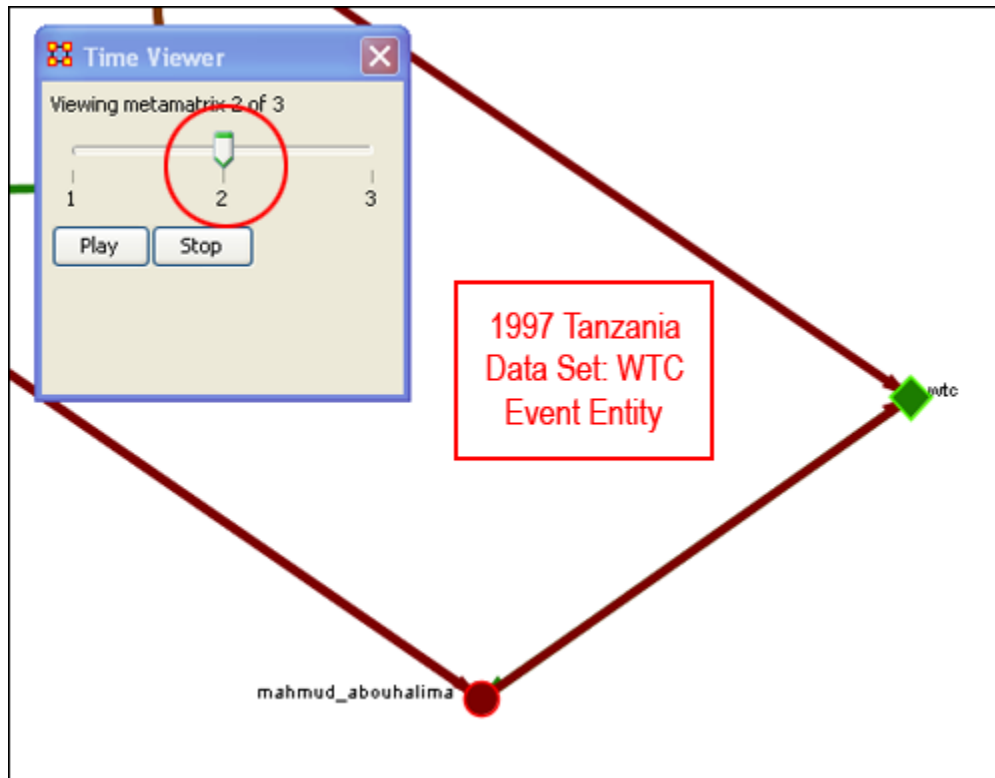 Time Viewer
Viewing metamatrix 2 of 3
1 2 3
Play Stop
1997 Tanzania
Data Set: WTC
Event Entity
wtc
mahmud_abouhalima